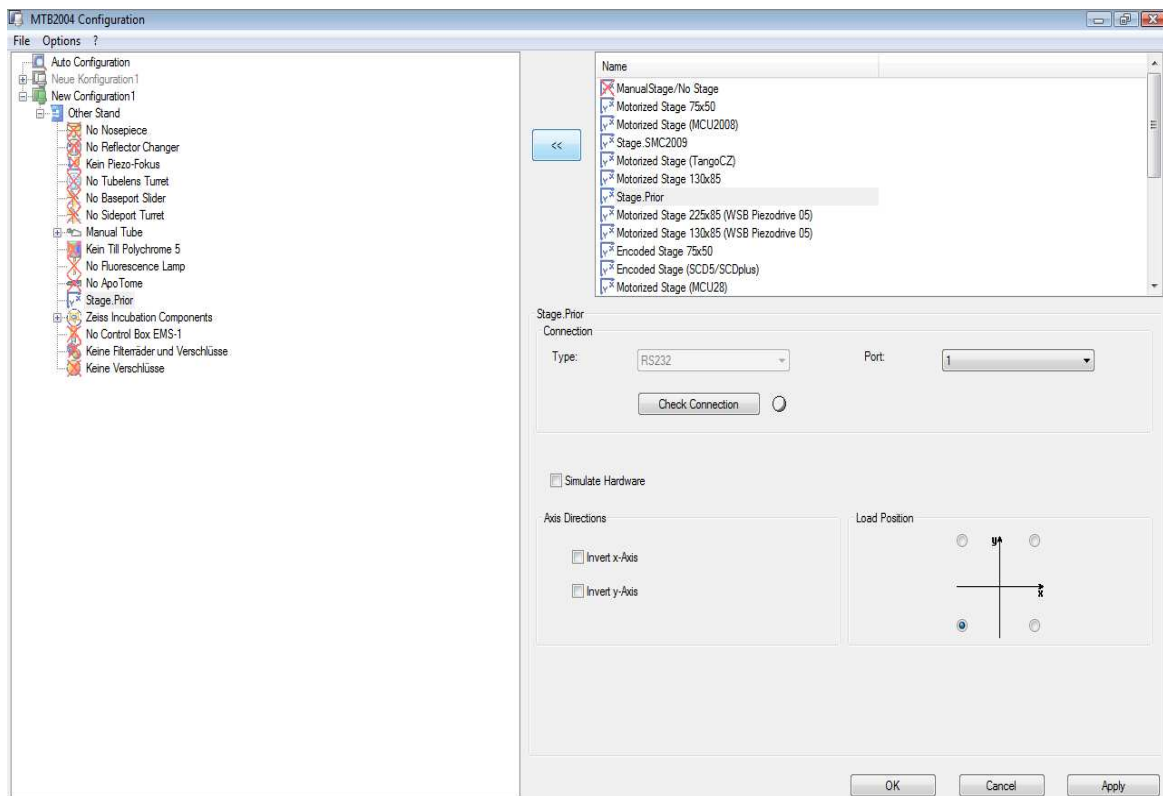 MTB2004 Configuration
File Options ?
Auto Configuration
Neue Konfiguration1
New Configuration1
Other Stand
No Nosepiece
No Reflector Changer
Kein Piezo-Fokus
No Tubelens Turret
No Baseport Slider
No Sideport Turret
Manual Tube
Kein Till Polychrome 5
No Fluorescence Lamp
No ApoTome
Stage.Prior
Zeiss Incubation Components
No Control Box EMS-1
Keine Filterräder und Verschlüsse
Keine Verschlüsse
<<
Name
ManualStage/No Stage
Motorized Stage 75x50
Motorized Stage (MCU2008)
Stage.SMC2009
Motorized Stage (TangoCZ)
Motorized Stage 130x85
Stage.Prior
Motorized Stage 225x85 (WSB Piezodrive 05)
Motorized Stage 130x85 (WSB Piezodrive 05)
Encoded Stage 75x50
Encoded Stage (SCD5/SCDplus)
Motorized Stage (MCU28)
Stage.Prior
Connection
Type: RS232 Port: 1
Check Connection
Simulate Hardware
Axis Directions
Invert x-Axis
Invert y-Axis
Load Position
y
x
OK Cancel Apply